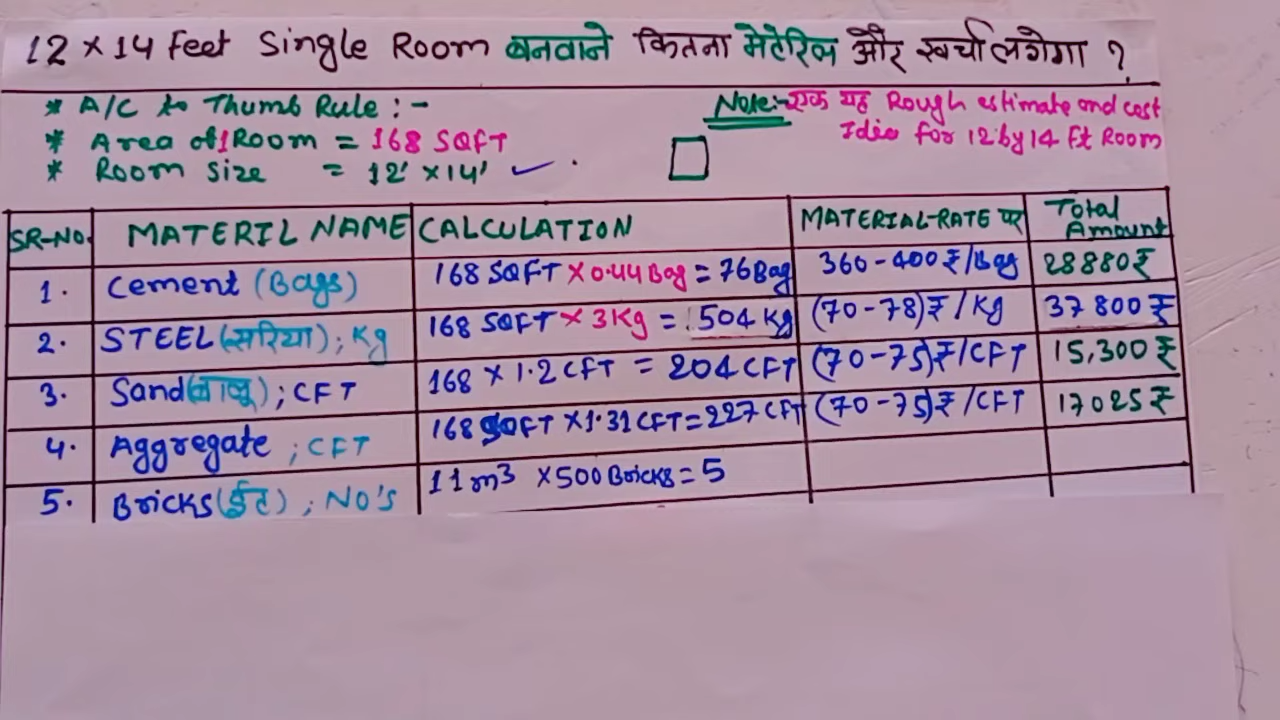 12 × 14 Feet Single Room बनवाने कितना मेटेरिल और खर्चा लगेगा ?
* A/C to Thumb Rule : -
* Area of 1 Room = 168 SQFT
* Room Size = 12' × 14' ✓
Note:- एक यह Rough estimate and cost
Idea for 12 by 14 ft Room
SR-NO. MATERIL NAME CALCULATION MATERIAL-RATE पर Total Amount
1. Cement (Bags) 168 SQFT × 0.44 Bag = 76 Bag 360 - 400 ₹/Bag 28880 ₹
2. STEEL (सरिया) ; Kg 168 SQFT × 3 Kg = 504 Kg (70 - 78) ₹ / Kg 37800 ₹
3. Sand (बालू) ; CFT 168 × 1.2 CFT = 204 CFT (70 - 75) ₹ / CFT 15,300 ₹
4. Aggregate ; CFT 168 SQFT × 1.31 CFT = 227 CFT (70 - 75) ₹ / CFT 17025 ₹
5. Bricks (ईट) ; NO's 11 m³ × 500 Bricks = 5